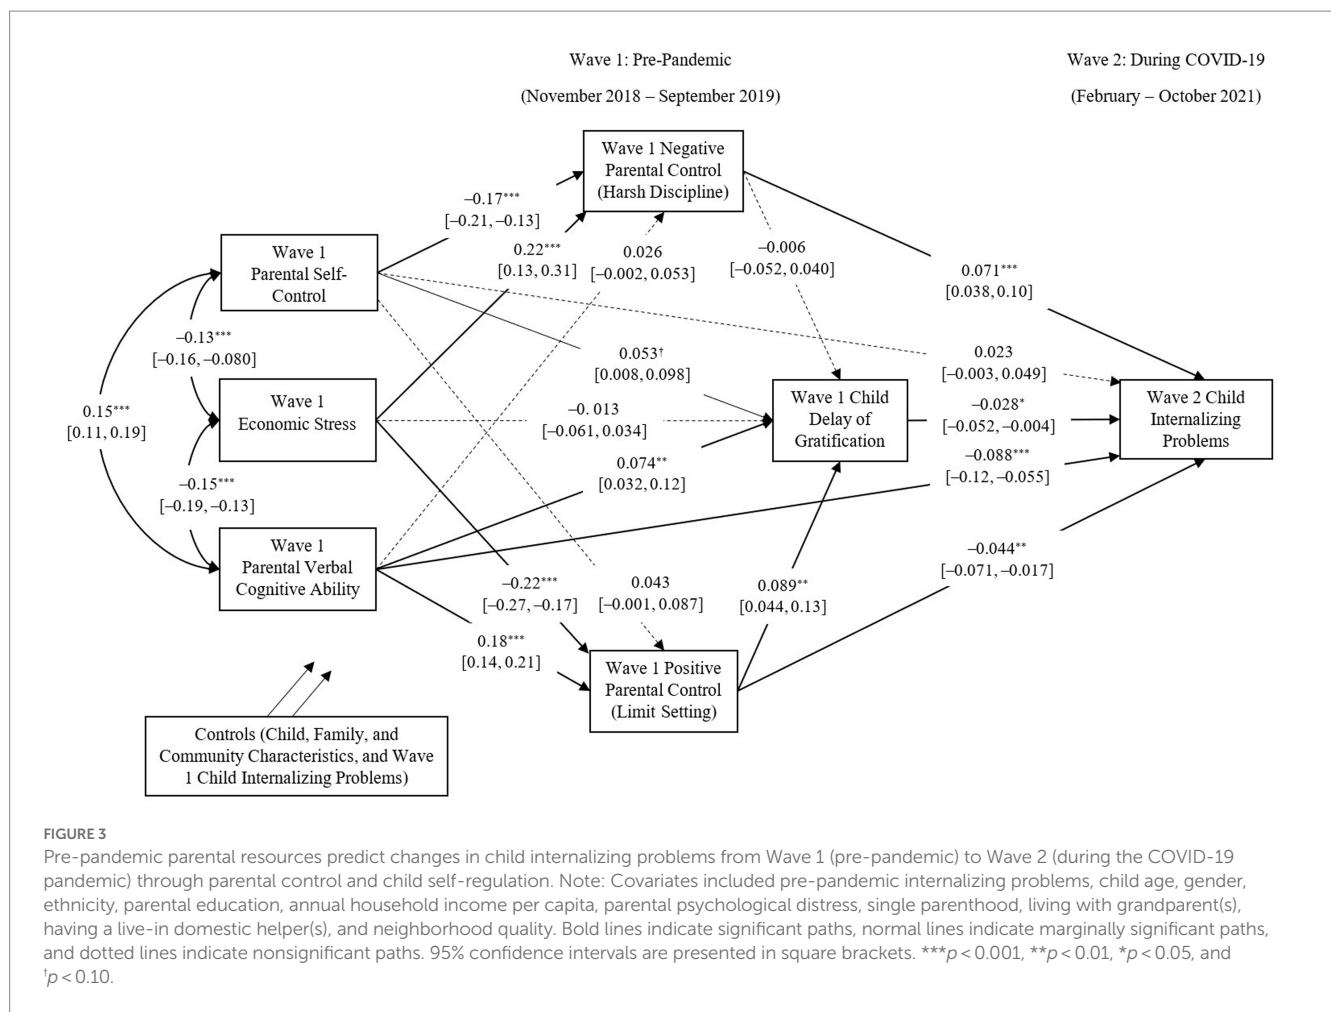 Wave 1: Pre-Pandemic
(November 2018 – September 2019)
Wave 2: During COVID-19
(February – October 2021)
Wave 1 Negative
Parental Control
(Harsh Discipline)
–0.17***
[–0.21, –0.13]
0.22***
[0.13, 0.31]
0.026
[–0.002, 0.053]
–0.006
[–0.052, 0.040]
0.071***
[0.038, 0.10]
Wave 1
Parental Self-
Control
–0.13***
[–0.16, –0.080]
0.053†
[0.008, 0.098]
0.023
[–0.003, 0.049]
0.15***
[0.11, 0.19]
Wave 1
Economic Stress
–0. 013
[–0.061, 0.034]
Wave 1 Child
Delay of
Gratification
–0.028*
[–0.052, –0.004]
Wave 2 Child
Internalizing
Problems
–0.15***
[–0.19, –0.13]
0.074**
[0.032, 0.12]
–0.088***
[–0.12, –0.055]
Wave 1
Parental Verbal
Cognitive Ability
–0.22***
[–0.27, –0.17]
0.043
[–0.001, 0.087]
0.089**
[0.044, 0.13]
–0.044**
[–0.071, –0.017]
0.18***
[0.14, 0.21]
Wave 1 Positive
Parental Control
(Limit Setting)
Controls (Child, Family, and
Community Characteristics, and Wave
1 Child Internalizing Problems)
FIGURE 3
Pre-pandemic parental resources predict changes in child internalizing problems from Wave 1 (pre-pandemic) to Wave 2 (during the COVID-19
pandemic) through parental control and child self-regulation. Note: Covariates included pre-pandemic internalizing problems, child age, gender,
ethnicity, parental education, annual household income per capita, parental psychological distress, single parenthood, living with grandparent(s),
having a live-in domestic helper(s), and neighborhood quality. Bold lines indicate significant paths, normal lines indicate marginally significant paths,
and dotted lines indicate nonsignificant paths. 95% confidence intervals are presented in square brackets. ***p < 0.001, **p < 0.01, *p < 0.05, and
†p < 0.10.